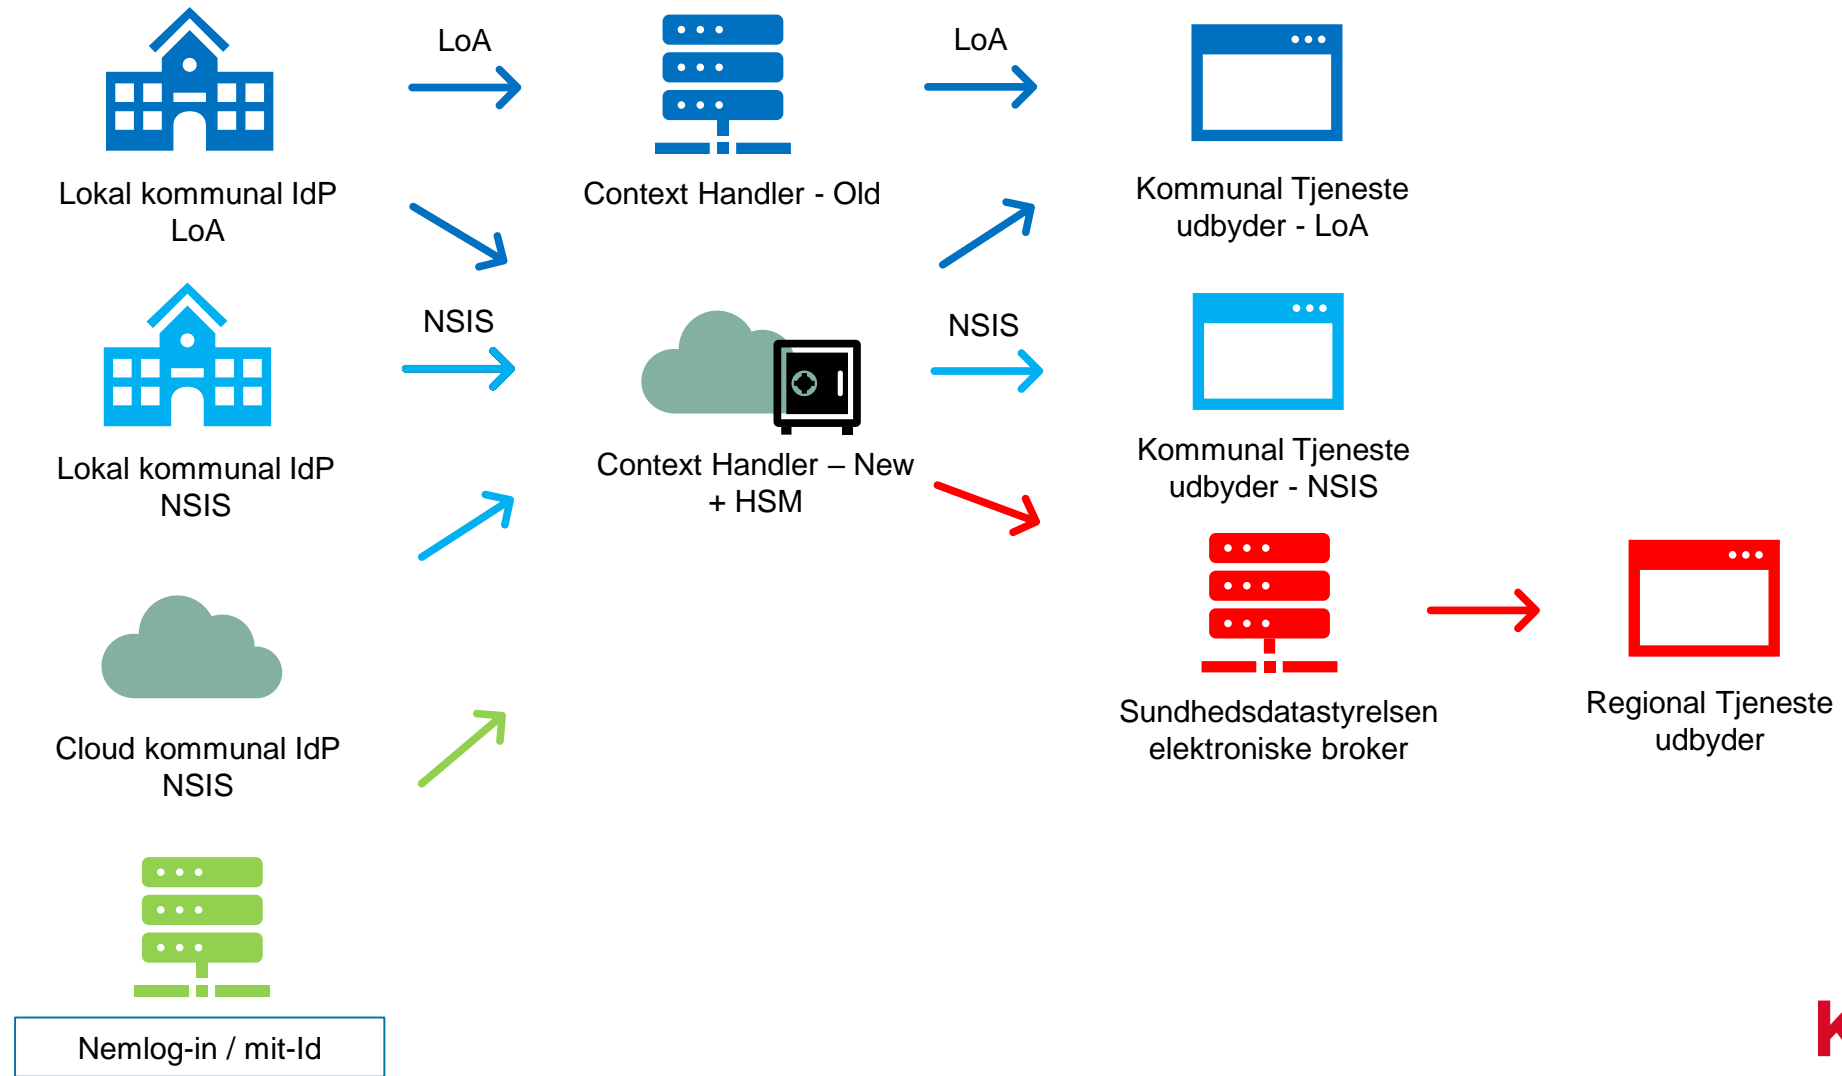 LoA
LoA
Lokal kommunal IdP
LoA
Context Handler - Old
Kommunal Tjeneste
udbyder - LoA
NSIS
NSIS
Lokal kommunal IdP
NSIS
Context Handler – New
+ HSM
Kommunal Tjeneste
udbyder - NSIS
Cloud kommunal IdP
NSIS
Sundhedsdatastyrelsen
elektroniske broker
Regional Tjeneste
udbyder
Nemlog-in / mit-Id
K